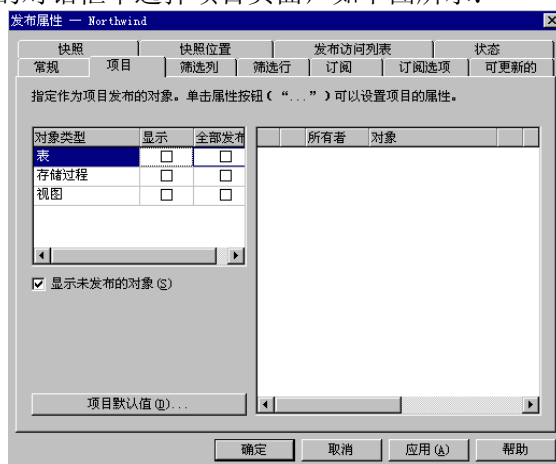 的对话框中选择项目页面，如下图所示：
发布属性 — Northwind
快照 快照位置 发布访问列表 状态
常规 项目 筛选列 筛选行 订阅 订阅选项 可更新的
指定作为项目发布的对象。单击属性按钮（“...”）可以设置项目的属性。
对象类型 显示 全部发布 所有者 对象
表
存储过程
视图
显示未发布的对象(S)
项目默认值(D)...
确定 取消 应用(A) 帮助